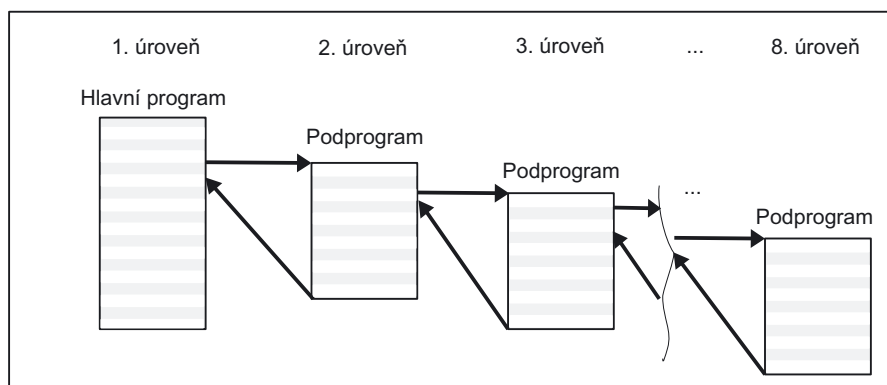 1. úroveň 2. úroveň 3. úroveň ... 8. úroveň
Hlavní program
Podprogram
Podprogram
...
Podprogram